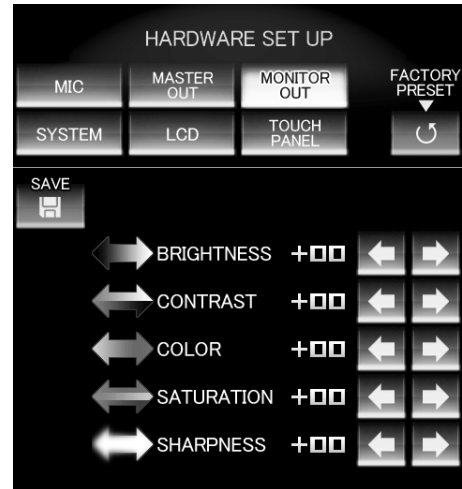 HARDWARE SET UP
MIC
MASTER
OUT
MONITOR
OUT
FACTORY
PRESET
SYSTEM
LCD
TOUCH
PANEL
SAVE
BRIGHTNESS +00
CONTRAST +00
COLOR +00
SATURATION +00
SHARPNESS +00